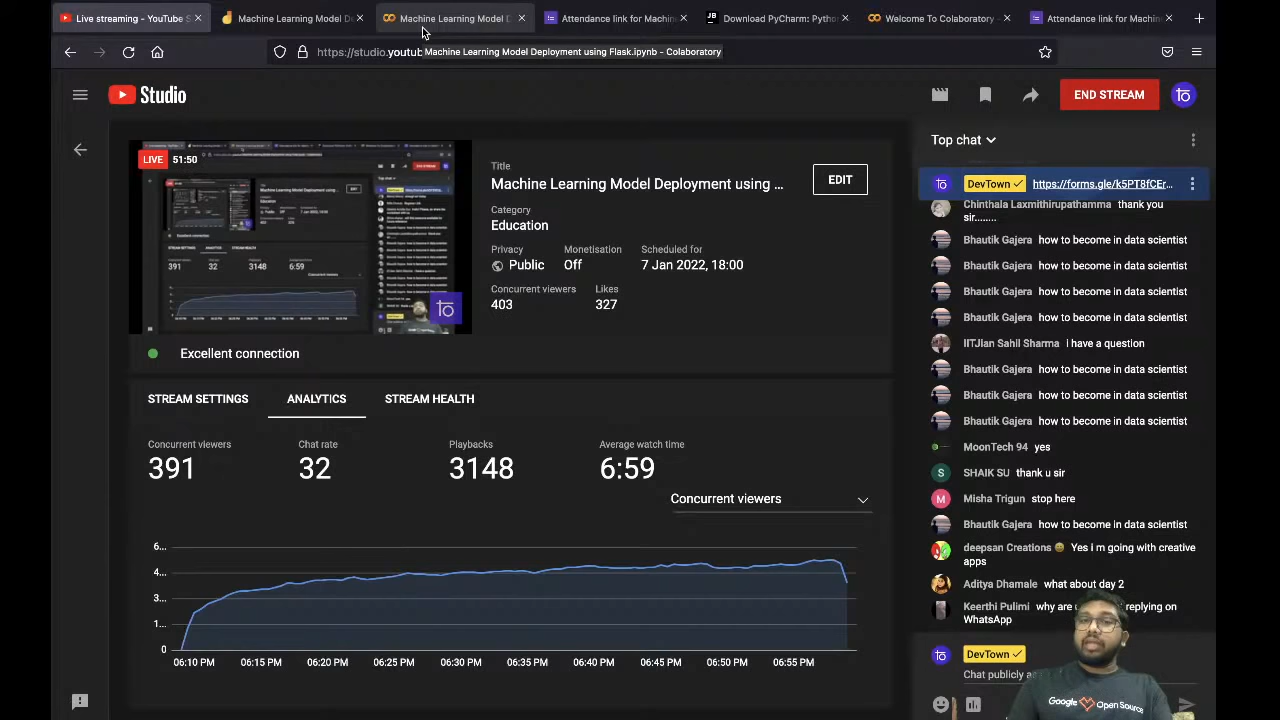 Live streaming - YouTube S
Machine Learning Model De
Machine Learning Model D
Attendance link for Machine
Download PyCharm: Pytho
Welcome To Colaboratory -
Attendance link for Machine
https://studio.youtub
Machine Learning Model Deployment using Flask.ipynb - Colaboratory
Studio
END STREAM
LIVE 51:50
Title
Machine Learning Model Deployment using ...
EDIT
Category
Education
Privacy
Public
Monetisation
Off
Scheduled for
7 Jan 2022, 18:00
Concurrent viewers
403
Likes
327
Excellent connection
STREAM SETTINGS
ANALYTICS
STREAM HEALTH
Concurrent viewers
391
Chat rate
32
Playbacks
3148
Average watch time
6:59
Concurrent viewers
6...
4...
3...
1...
0
06:10 PM 06:15 PM 06:20 PM 06:25 PM 06:30 PM 06:35 PM 06:40 PM 06:45 PM 06:50 PM 06:55 PM
Top chat
DevTown
Chinthala Laxmithirupathamma thank you
sir........
Bhautik Gajera how to become in data scientist
Bhautik Gajera how to become in data scientist
Bhautik Gajera how to become in data scientist
Bhautik Gajera how to become in data scientist
IITJian Sahil Sharma i have a question
Bhautik Gajera how to become in data scientist
Bhautik Gajera how to become in data scientist
Bhautik Gajera how to become in data scientist
MoonTech 94 yes
SHAIK SU thank u sir
Misha Trigun stop here
Bhautik Gajera how to become in data scientist
deepsan Creations 😀 Yes i m going with creative
apps
Aditya Dhamale what about day 2
Keerthi Pulimi why are replying on
WhatsApp
DevTown
Chat publicly a
Google Open Source